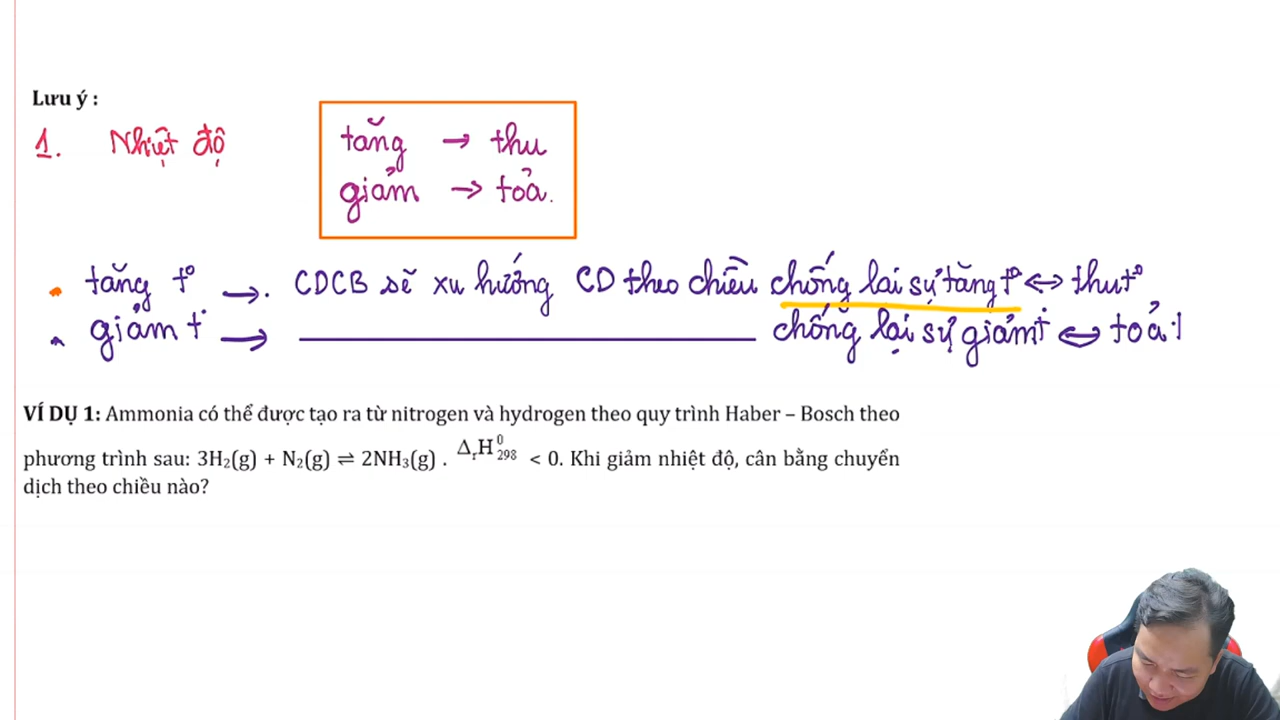 Lưu ý :
1. Nhiệt độ
tăng → thu
giảm → toả.
• tăng t° →. CDCB sẽ xu hướng CD theo chiều chống lại sự tăng t° ⇔ thu t°
• giảm t° → ________ chống lại sự giảm t° ⇔ toả t
VÍ DỤ 1: Ammonia có thể được tạo ra từ nitrogen và hydrogen theo quy trình Haber – Bosch theo
phương trình sau: 3H₂(g) + N₂(g) ⇌ 2NH₃(g) . ΔᵣH⁰₂₉₈ < 0. Khi giảm nhiệt độ, cân bằng chuyển
dịch theo chiều nào?